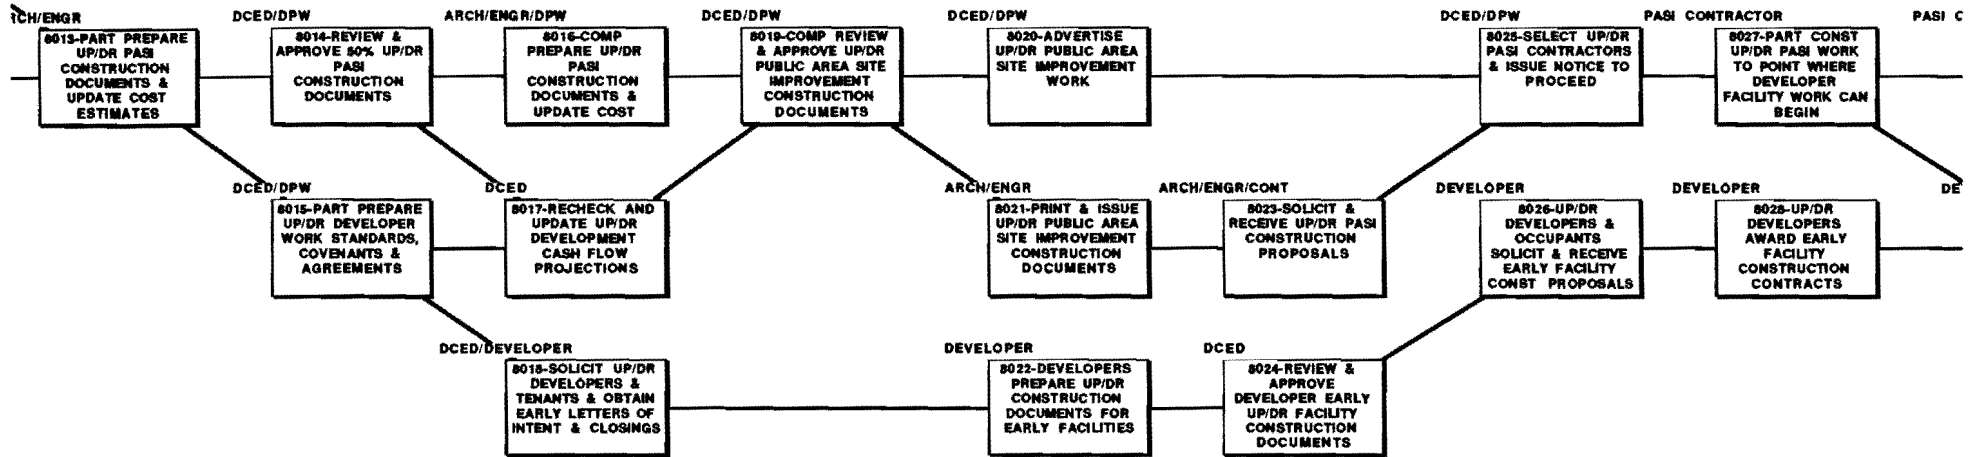 RCH/ENGR
8013-PART PREPARE
UP/DR PASI
CONSTRUCTION
DOCUMENTS &
UPDATE COST
ESTIMATES
DCED/DPW
8014-REVIEW &
APPROVE 50% UP/DR
PASI
CONSTRUCTION
DOCUMENTS
ARCH/ENGR/DPW
8016-COMP
PREPARE UP/DR
PASI
CONSTRUCTION
DOCUMENTS &
UPDATE COST
DCED/DPW
8019-COMP REVIEW
& APPROVE UP/DR
PUBLIC AREA SITE
IMPROVEMENT
CONSTRUCTION
DOCUMENTS
DCED/DPW
8020-ADVERTISE
UP/DR PUBLIC AREA
SITE IMPROVEMENT
WORK
DCED/DPW
8025-SELECT UP/DR
PASI CONTRACTORS
& ISSUE NOTICE TO
PROCEED
PASI CONTRACTOR
8027-PART CONST
UP/DR PASI WORK
TO POINT WHERE
DEVELOPER
FACILITY WORK CAN
BEGIN
PASI C
DCED/DPW
8015-PART PREPARE
UP/DR DEVELOPER
WORK STANDARDS,
COVENANTS &
AGREEMENTS
DCED
8017-RECHECK AND
UPDATE UP/DR
DEVELOPMENT
CASH FLOW
PROJECTIONS
ARCH/ENGR
8021-PRINT & ISSUE
UP/DR PUBLIC AREA
SITE IMPROVEMENT
CONSTRUCTION
DOCUMENTS
ARCH/ENGR/CONT
8023-SOLICIT &
RECEIVE UP/DR PASI
CONSTRUCTION
PROPOSALS
DEVELOPER
8026-UP/DR
DEVELOPERS &
OCCUPANTS
SOLICIT & RECEIVE
EARLY FACILITY
CONST PROPOSALS
DEVELOPER
8028-UP/DR
DEVELOPERS
AWARD EARLY
FACILITY
CONSTRUCTION
CONTRACTS
DE
DCED/DEVELOPER
8018-SOLICIT UP/DR
DEVELOPERS &
TENANTS & OBTAIN
EARLY LETTERS OF
INTENT & CLOSINGS
DEVELOPER
8022-DEVELOPERS
PREPARE UP/DR
CONSTRUCTION
DOCUMENTS FOR
EARLY FACILITIES
DCED
8024-REVIEW &
APPROVE
DEVELOPER EARLY
UP/DR FACILITY
CONSTRUCTION
DOCUMENTS